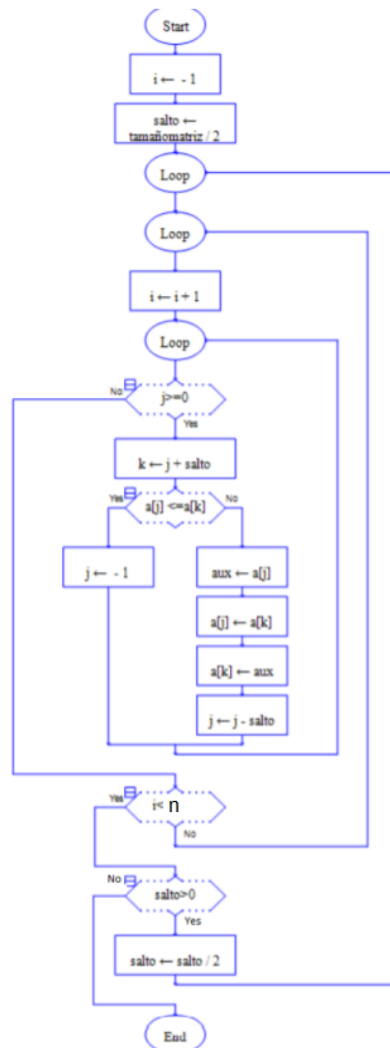 Start
i ← - 1
salto ←
tamañomatriz / 2
Loop
Loop
i ← i + 1
Loop
No
j>=0
Yes
k ← j + salto
Yes
a[j] <=a[k]
No
j ← - 1
aux ← a[j]
a[j] ← a[k]
a[k] ← aux
j ← j - salto
Yes
i< n
No
No
salto>0
Yes
salto ← salto / 2
End